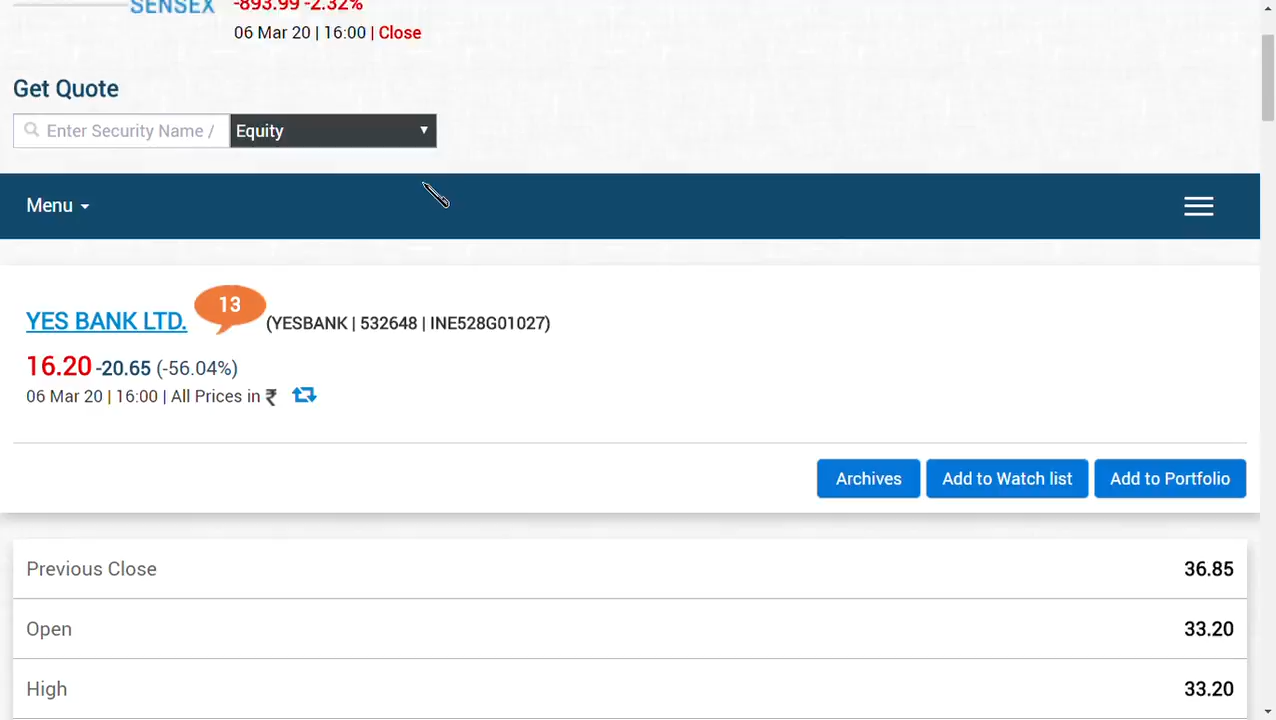 SENSEX
-893.99 -2.32%
06 Mar 20 | 16:00 | Close
Get Quote
Enter Security Name /
Equity
Menu
YES BANK LTD.
13
(YESBANK | 532648 | INE528G01027)
16.20 -20.65 (-56.04%)
06 Mar 20 | 16:00 | All Prices in ₹
Archives
Add to Watch list
Add to Portfolio
Previous Close 36.85
Open 33.20
High 33.20